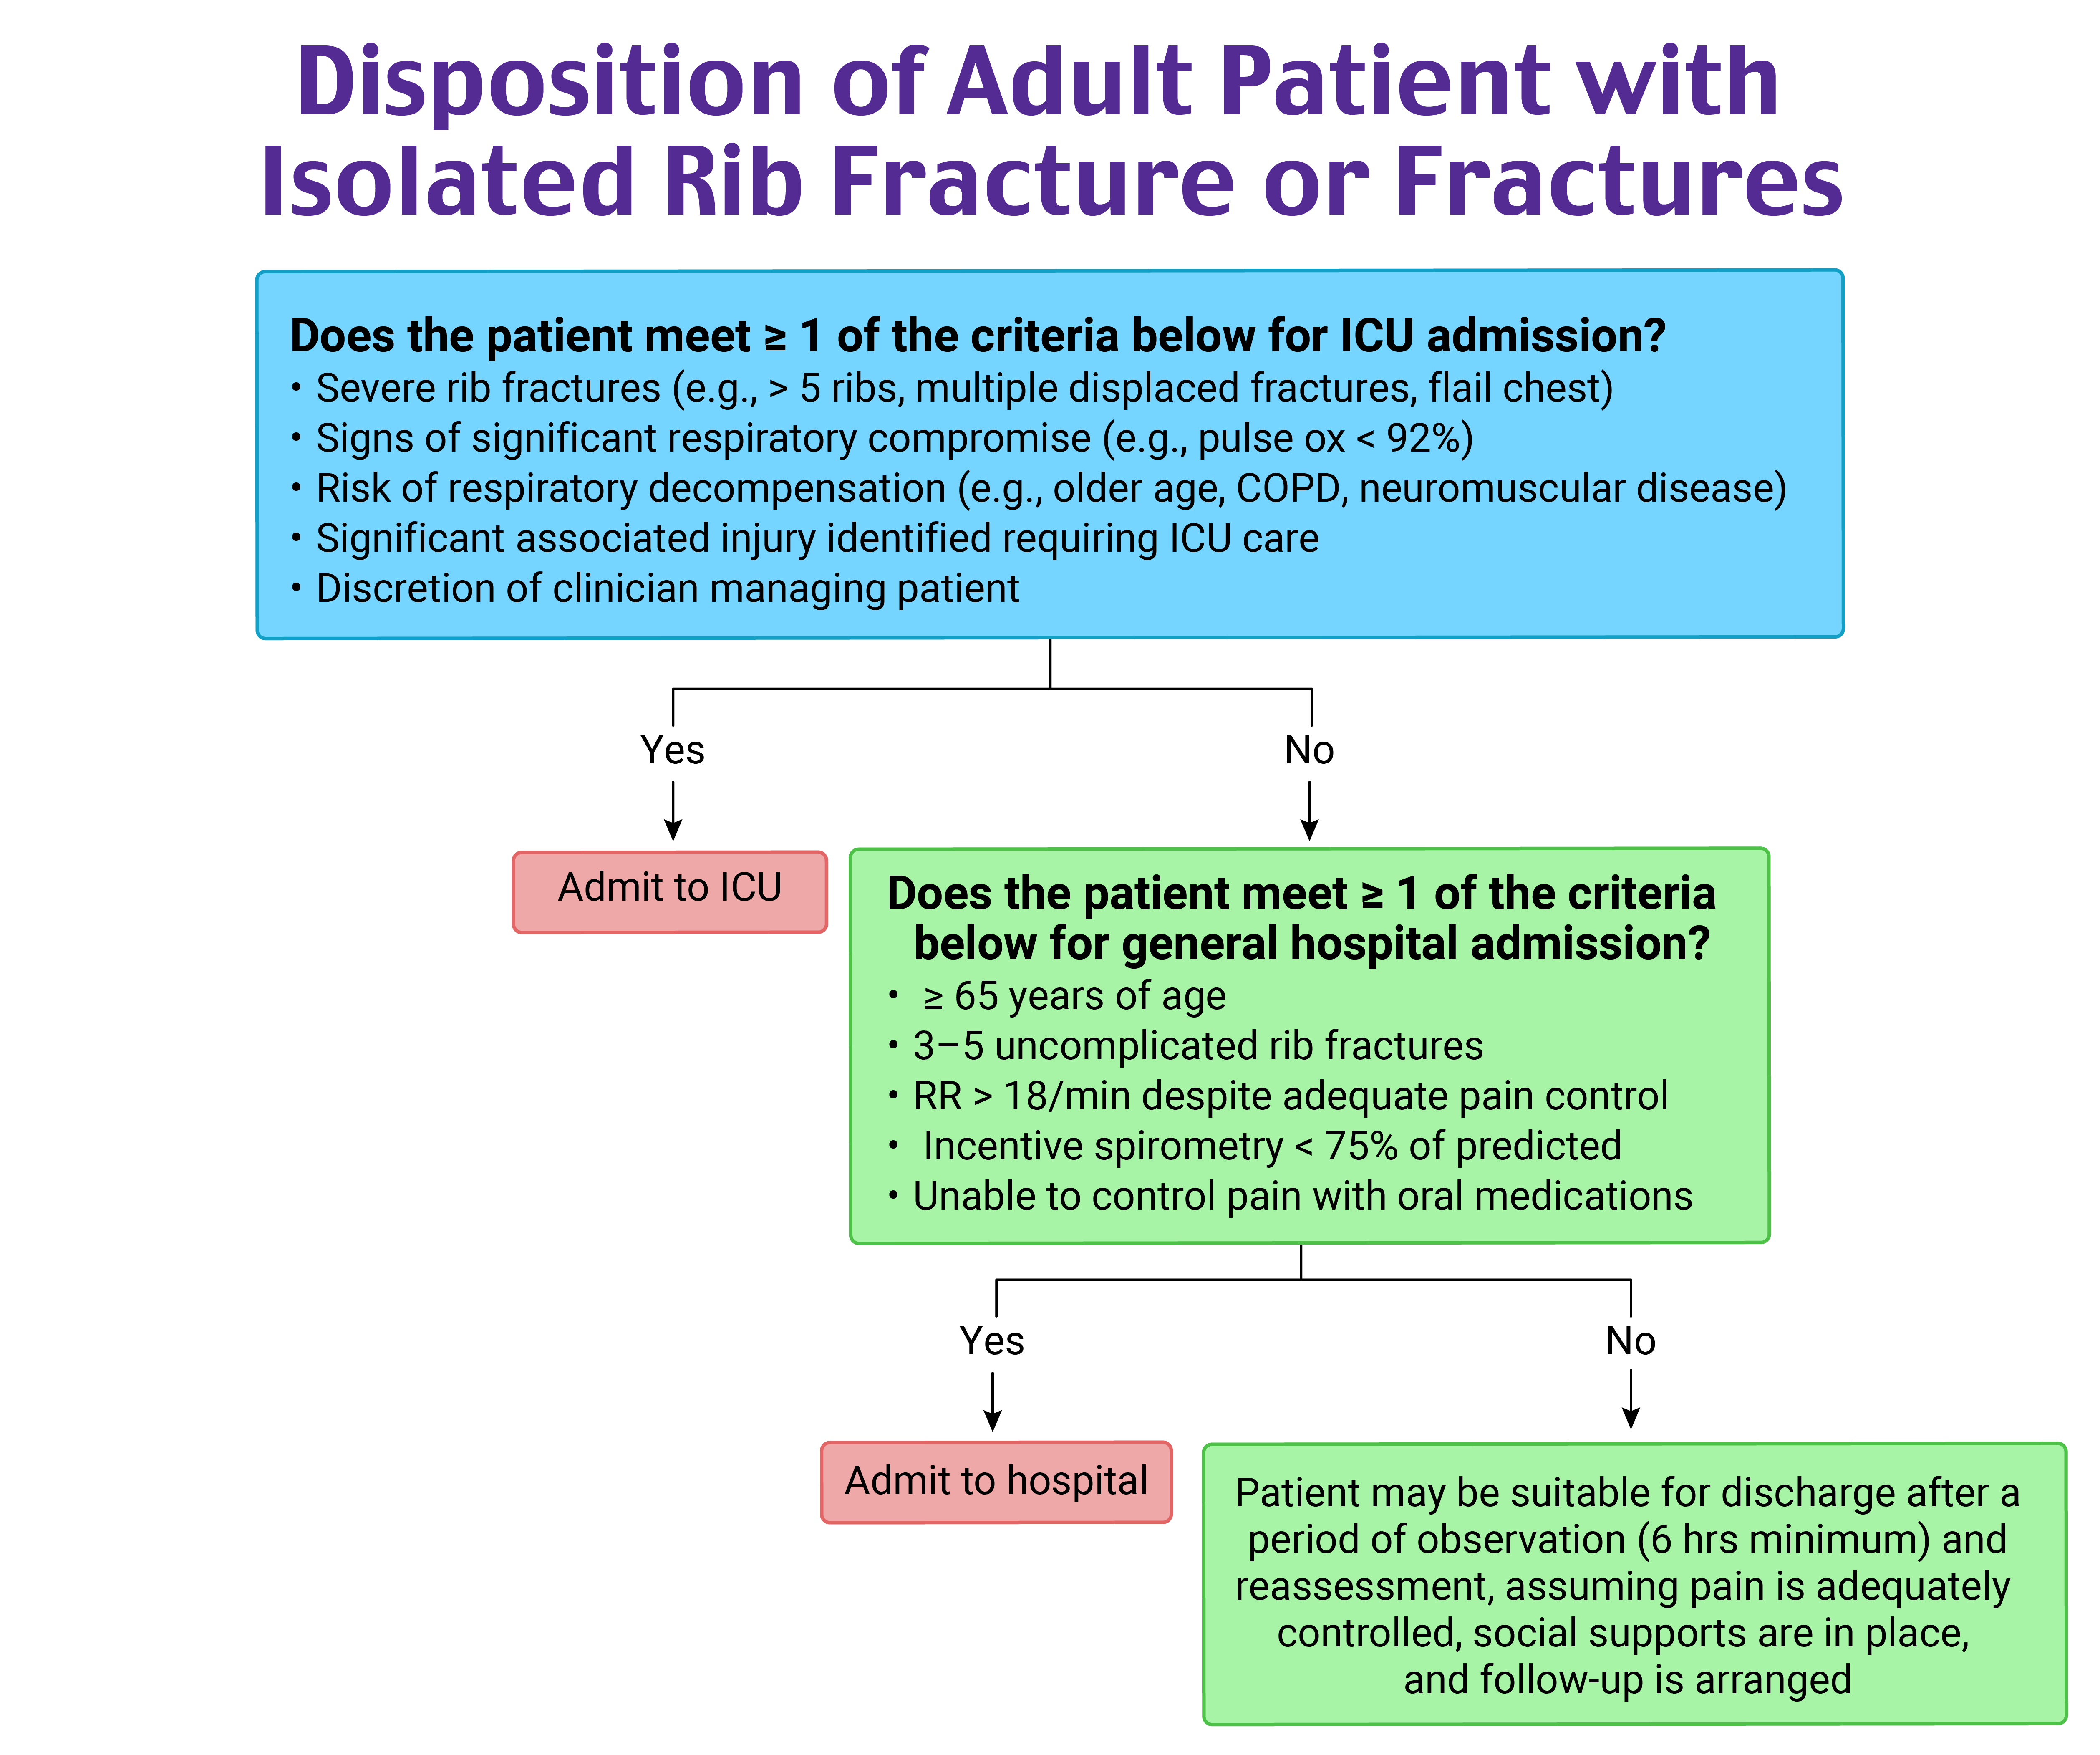 Disposition of Adult Patient with
Isolated Rib Fracture or Fractures
Does the patient meet ≥ 1 of the criteria below for ICU admission?
• Severe rib fractures (e.g., > 5 ribs, multiple displaced fractures, flail chest)
• Signs of significant respiratory compromise (e.g., pulse ox < 92%)
• Risk of respiratory decompensation (e.g., older age, COPD, neuromuscular disease)
• Significant associated injury identified requiring ICU care
• Discretion of clinician managing patient
Yes
No
Admit to ICU
Does the patient meet ≥ 1 of the criteria
below for general hospital admission?
• ≥ 65 years of age
• 3–5 uncomplicated rib fractures
• RR > 18/min despite adequate pain control
• Incentive spirometry < 75% of predicted
• Unable to control pain with oral medications
Yes
No
Admit to hospital
Patient may be suitable for discharge after a
period of observation (6 hrs minimum) and
reassessment, assuming pain is adequately
controlled, social supports are in place,
and follow-up is arranged